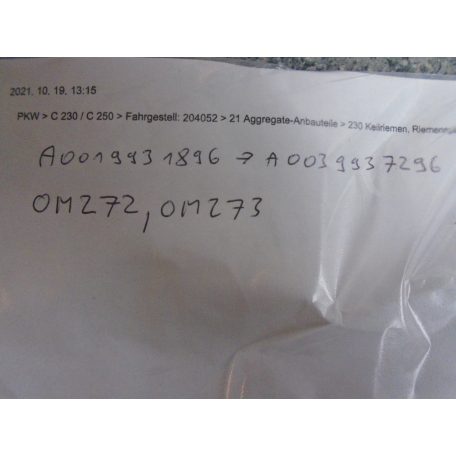 2021. 10. 19. 13:15
PKW > C 230 / C 250 > Fahrgestell: 204052 > 21 Aggregate-Anbauteile > 230 Keilriemen,
A0019931896 → A0039937296
OM272, OM273